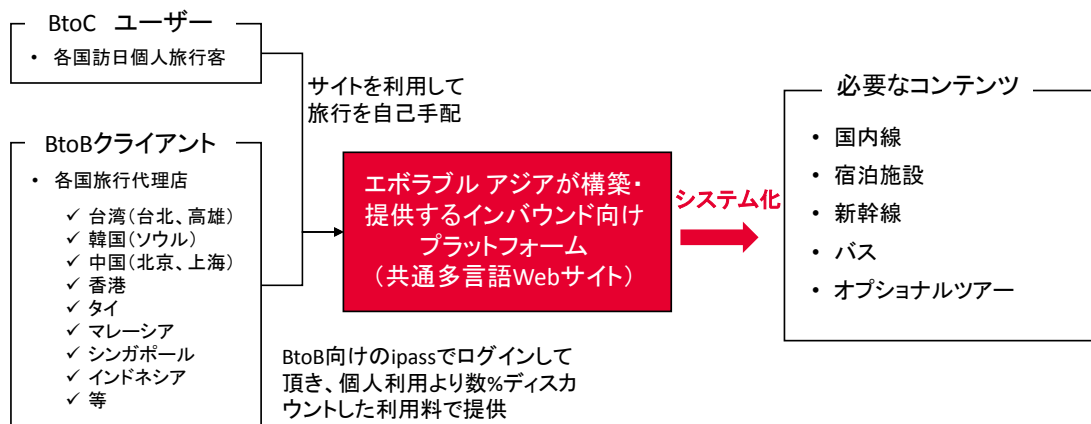 BtoC ユーザー
• 各国訪日個人旅行客
BtoBクライアント
• 各国旅行代理店
✓ 台湾(台北、高雄)
✓ 韓国(ソウル)
✓ 中国(北京、上海)
✓ 香港
✓ タイ
✓ マレーシア
✓ シンガポール
✓ インドネシア
✓ 等
サイトを利用して
旅行を自己手配
エボラブル アジアが構築・
提供するインバウンド向け
プラットフォーム
(共通多言語Webサイト)
BtoB向けのipassでログインして
頂き、個人利用より数%ディスカ
ウントした利用料で提供
システム化
必要なコンテンツ
• 国内線
• 宿泊施設
• 新幹線
• バス
• オプショナルツアー